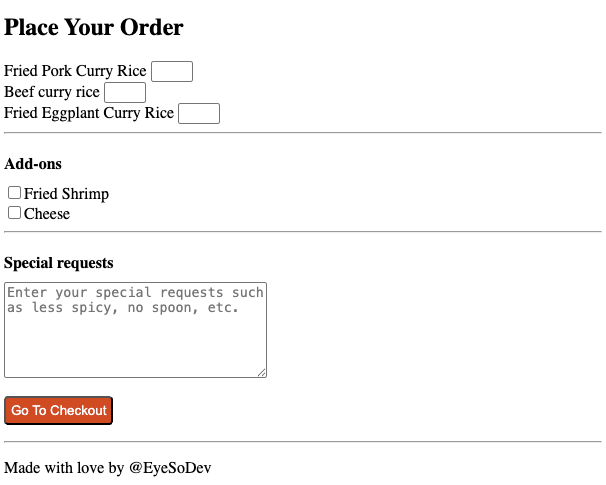 Place Your Order
Fried Pork Curry Rice
Beef curry rice
Fried Eggplant Curry Rice
Add-ons
Fried Shrimp
Cheese
Special requests
Enter your special requests such
as less spicy, no spoon, etc.
Go To Checkout
Made with love by @EyeSoDev